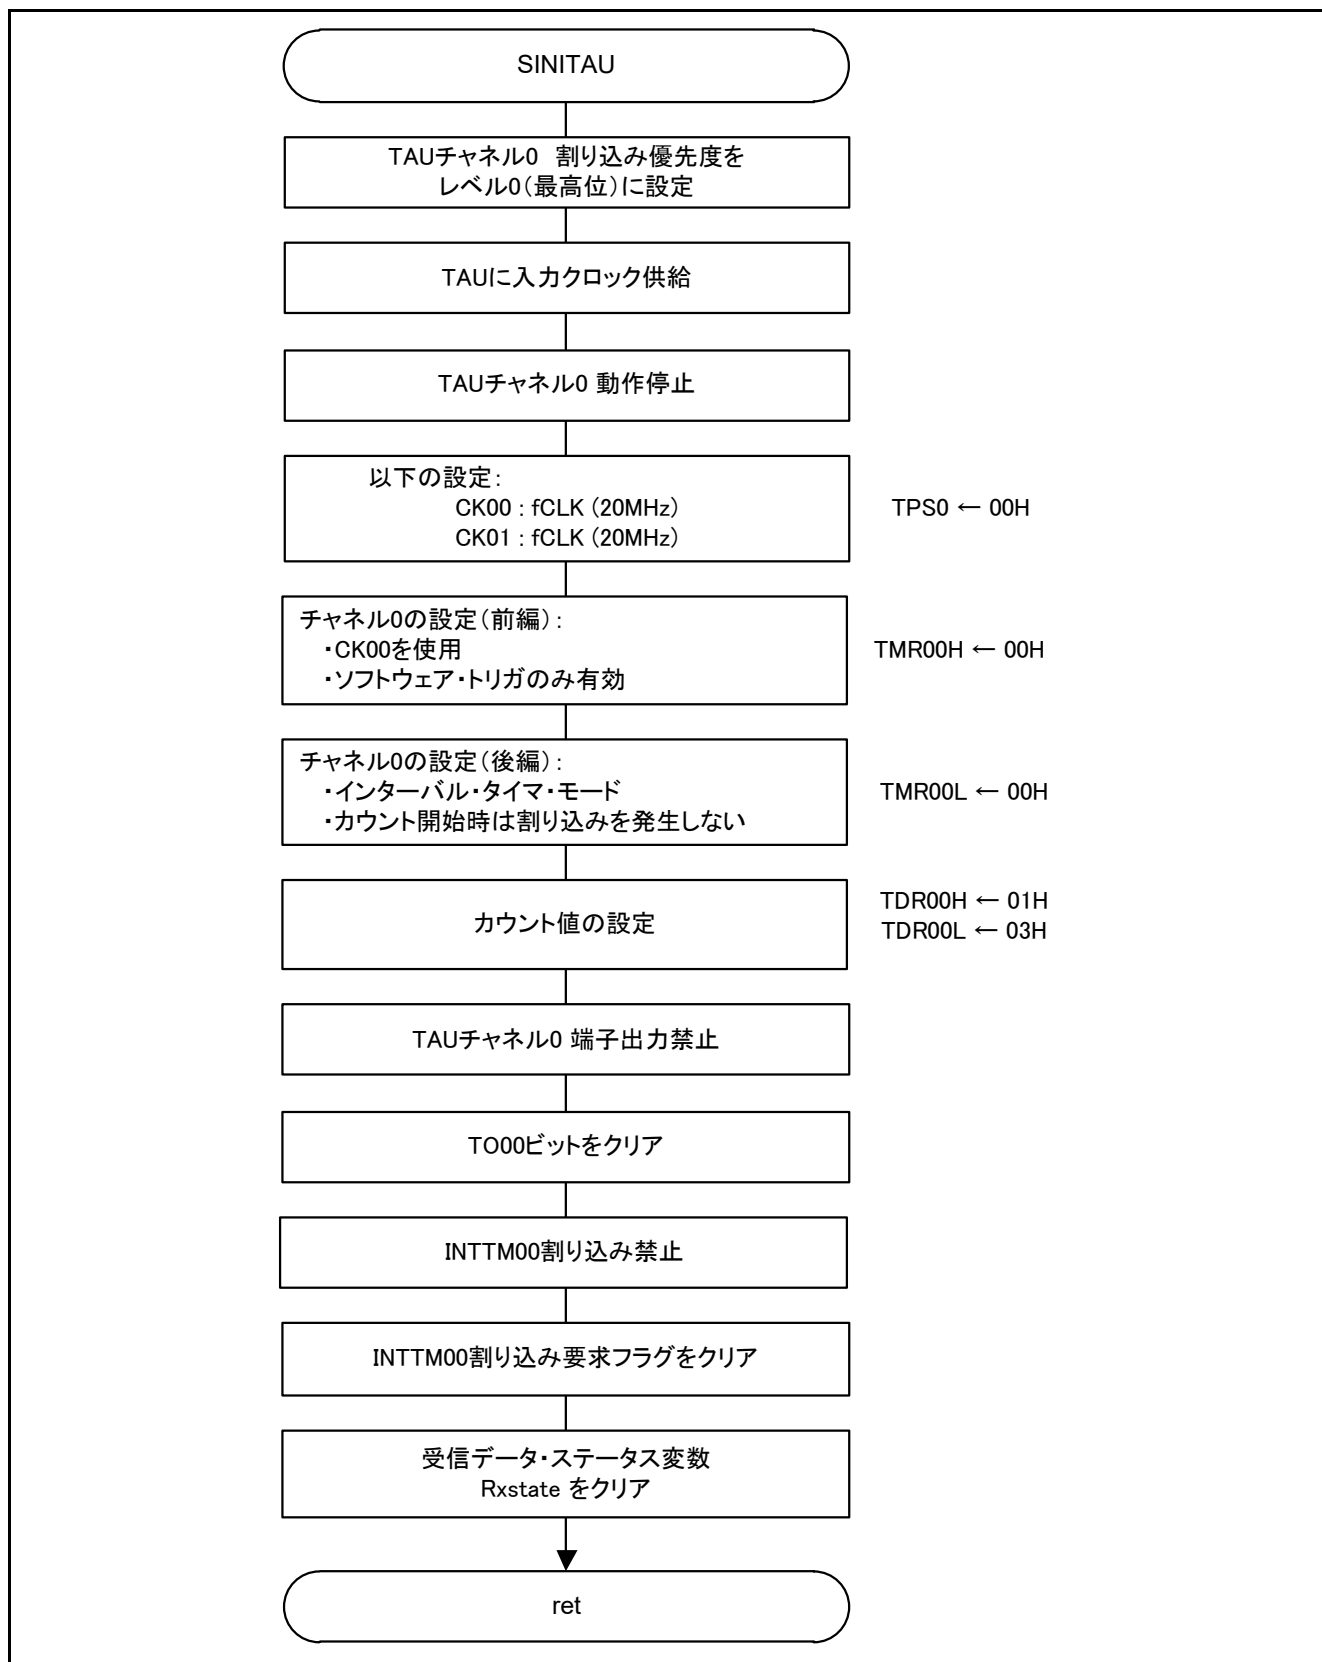 SINITAU
TAUチャネル0 割り込み優先度を
レベル0(最高位)に設定
TAUに入力クロック供給
TAUチャネル0 動作停止
以下の設定:
CK00 : fCLK (20MHz)
CK01 : fCLK (20MHz)
TPS0 ← 00H
チャネル0の設定(前編):
・CK00を使用
・ソフトウェア・トリガのみ有効
TMR00H ← 00H
チャネル0の設定(後編):
・インターバル・タイマ・モード
・カウント開始時は割り込みを発生しない
TMR00L ← 00H
カウント値の設定
TDR00H ← 01H
TDR00L ← 03H
TAUチャネル0 端子出力禁止
TO00ビットをクリア
INTTM00割り込み禁止
INTTM00割り込み要求フラグをクリア
受信データ・ステータス変数
Rxstate をクリア
ret